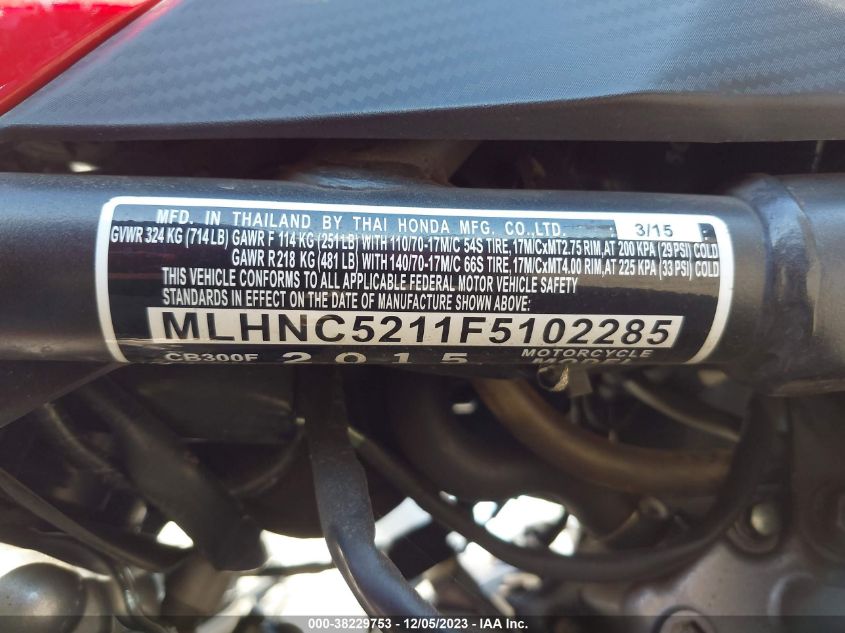 MFD. IN THAILAND BY THAI HONDA MFG. CO., LTD. 3/15
GVWR 324 KG (714 LB) GAWR F 114 KG (251 LB) WITH 110/70-17M/C 54S TIRE, 17M/CxMT2.75 RIM, AT 200 KPA (29 PSI) COLD
GAWR R 218 KG (481 LB) WITH 140/70-17M/C 66S TIRE, 17M/CxMT4.00 RIM, AT 225 KPA (33 PSI) COLD
THIS VEHICLE CONFORMS TO ALL APPLICABLE FEDERAL MOTOR VEHICLE SAFETY
STANDARDS IN EFFECT ON THE DATE OF MANUFACTURE SHOWN ABOVE:
MLHNC5211F5102285
CB300F 2015 MOTORCYCLE
MODEL
000-38229753 - 12/05/2023 - IAA Inc.